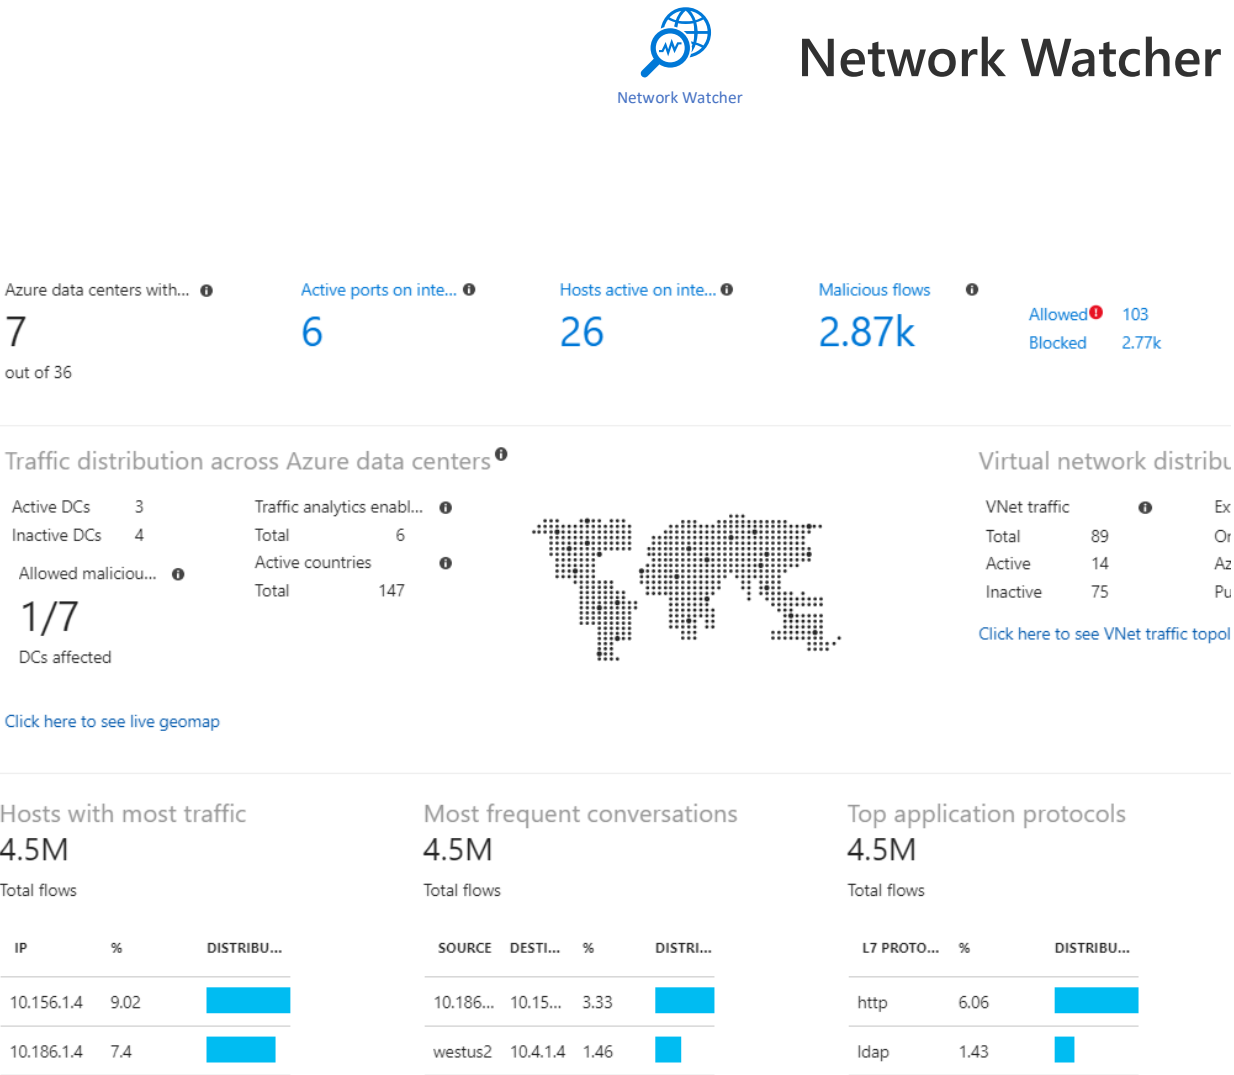 Network Watcher
Network Watcher
Azure data centers with...
7
out of 36
Active ports on inte...
6
Hosts active on inte...
26
Malicious flows
2.87k
Allowed 103
Blocked 2.77k
Traffic distribution across Azure data centers
Active DCs 3
Inactive DCs 4
Allowed maliciou...
1/7
DCs affected
Traffic analytics enabl...
Total 6
Active countries
Total 147
Click here to see live geomap
Virtual network distribu
VNet traffic Ex
Total 89 Or
Active 14 Az
Inactive 75 Pu
Click here to see VNet traffic topol
Hosts with most traffic
4.5M
Total flows
IP % DISTRIBU...
10.156.1.4 9.02
10.186.1.4 7.4
Most frequent conversations
4.5M
Total flows
SOURCE DESTI... % DISTRI...
10.186... 10.15... 3.33
westus2 10.4.1.4 1.46
Top application protocols
4.5M
Total flows
L7 PROTO... % DISTRIBU...
http 6.06
ldap 1.43